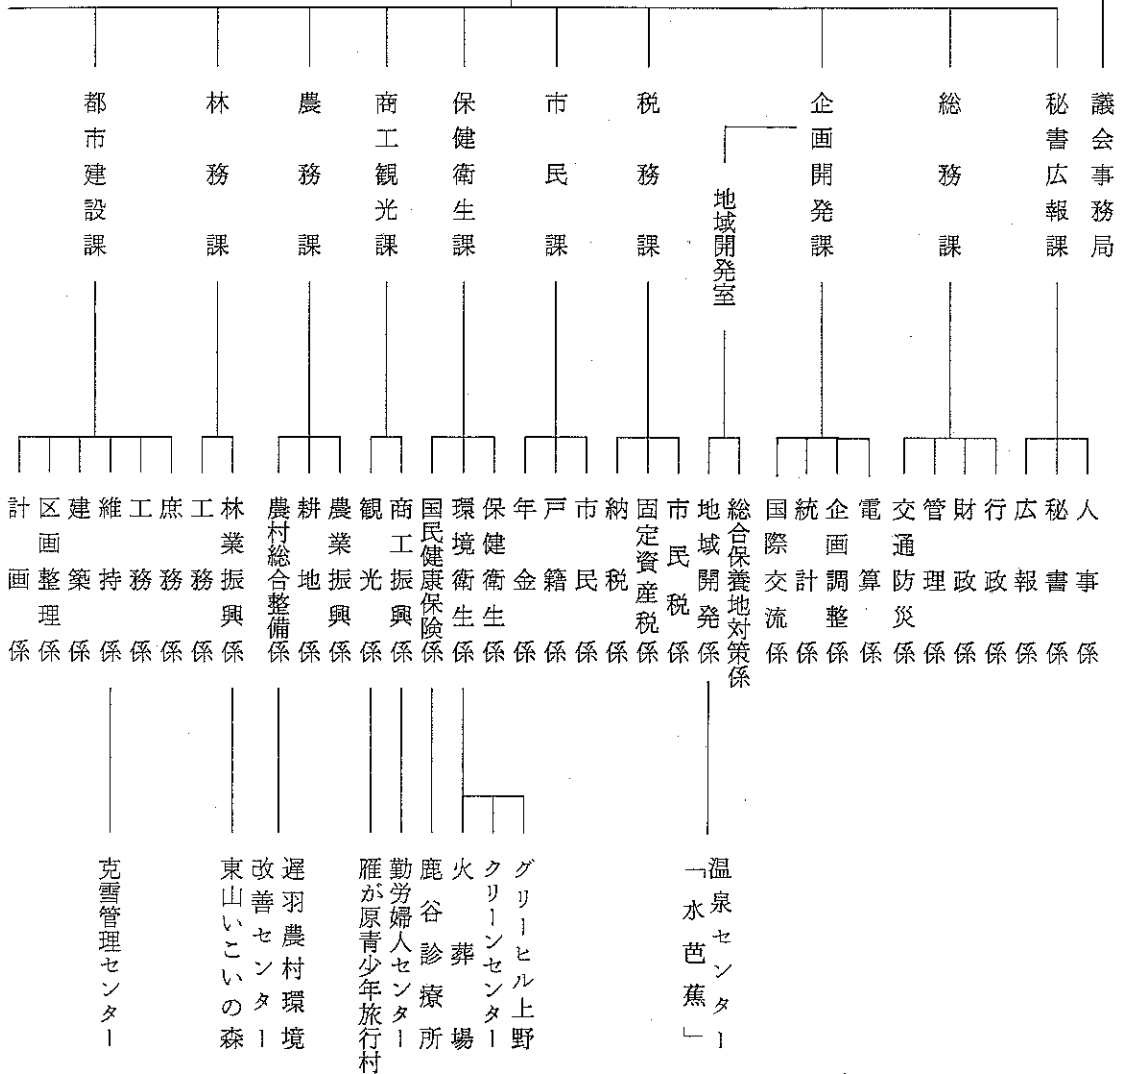 議会事務局
秘書広報課
総務課
企画開発課
地域開発室
税務課
市民課
保健衛生課
商工観光課
農務課
林務課
都市建設課
人事係
秘書係
広報係
行政係
財政係
管理係
交通防災係
電算係
企画調整係
統計係
国際交流係
総合保養地対策係
地域開発係
市民税係
固定資産税係
納税係
市民係
戸籍係
年金係
保健衛生係
環境衛生係
国民健康保険係
商工振興係
観光係
農業振興係
耕地係
農村総合整備係
林業振興係
工務係
庶務係
工務係
維持係
建築係
区画整理係
計画係
温泉センター
「水芭蕉」
グリーヒル上野
クリーンセンター
火葬場
鹿谷診療所
勤労婦人センター
雁が原青少年旅行村
遅羽農村環境
改善センター
東山いこいの森
克雪管理センター